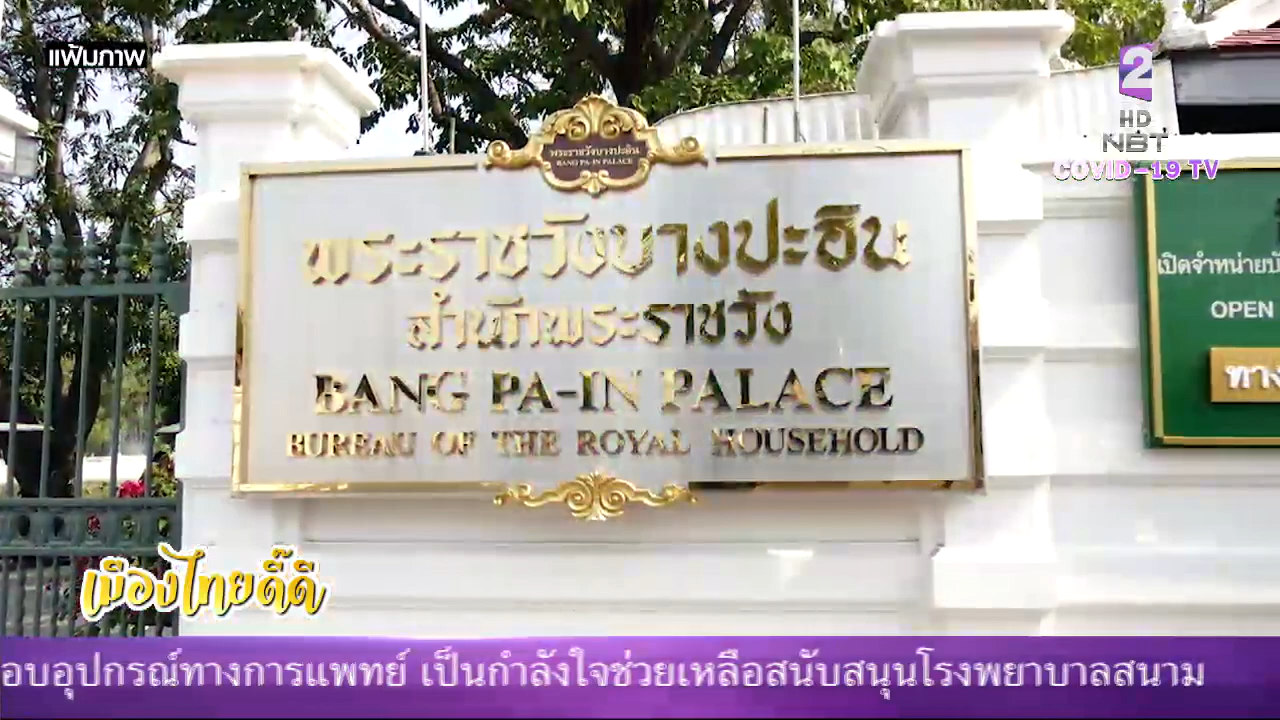 แฟ้มภาพ
2
HD
NBT
COVID-19 TV
พระราชวังบางปะอิน
BANG PA-IN PALACE
พระราชวังบางปะอิน
สำนักพระราชวัง
BANG PA-IN PALACE
BUREAU OF THE ROYAL HOUSEHOLD
เปิดจำหน่ายบั
OPEN
ทาง
เมืองไทยดี๊ดี
อบอุปกรณ์ทางการแพทย์ เป็นกำลังใจช่วยเหลือสนับสนุนโรงพยาบาลสนาม